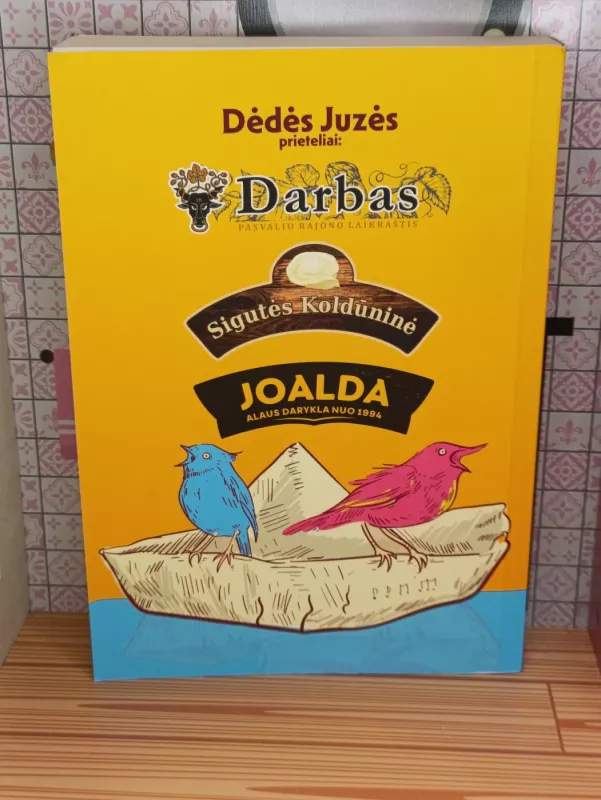 Dėdės Juzės
prieteliai:
Darbas
PASVALIO RAJONO LAIKRAŠTIS
Sigutės Koldūninė
JOALDA
ALAUS DARYKLA NUO 1994